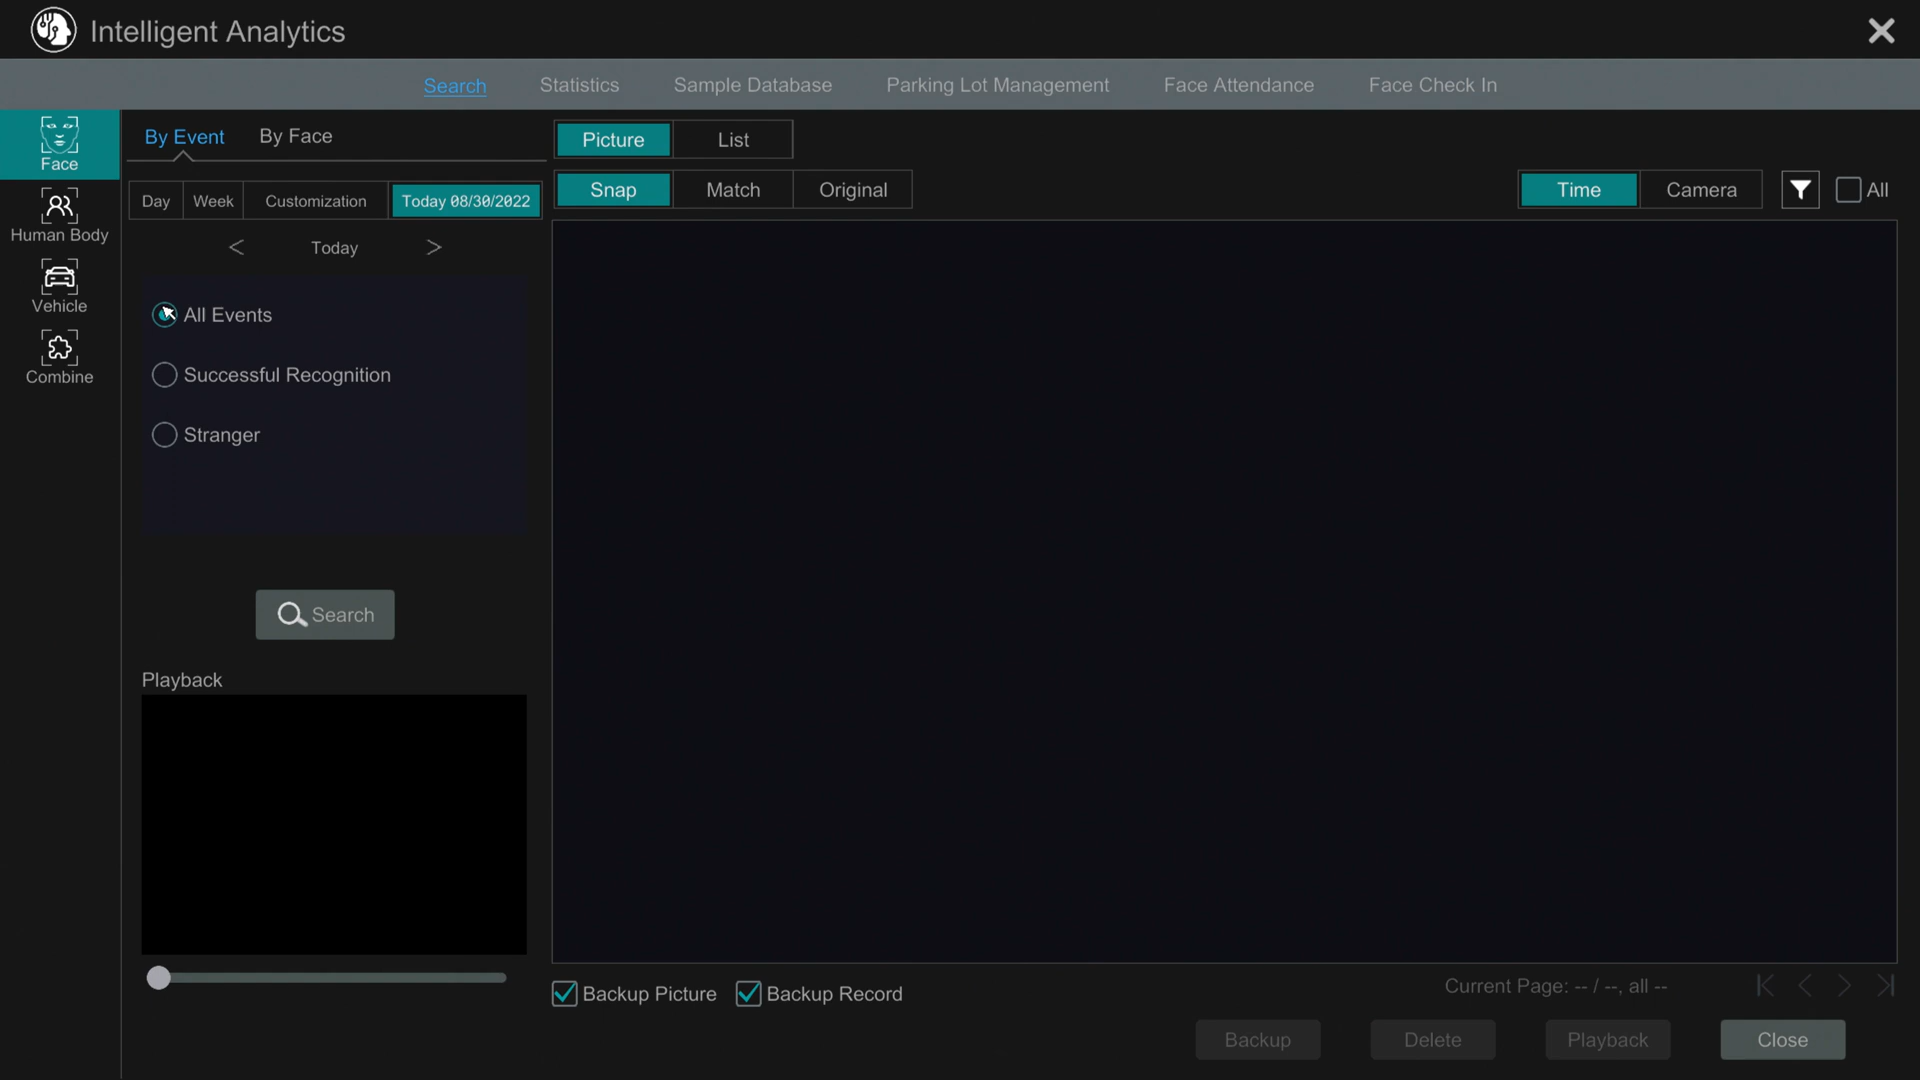 Intelligent Analytics
Search Statistics Sample Database Parking Lot Management Face Attendance Face Check In
Face
Human Body
Vehicle
Combine
By Event By Face
Day Week Customization Today 08/30/2022
< Today >
All Events
Successful Recognition
Stranger
Search
Playback
Picture List
Snap Match Original
Time Camera All
Backup Picture Backup Record
Current Page: -- / --, all --
Backup Delete Playback Close